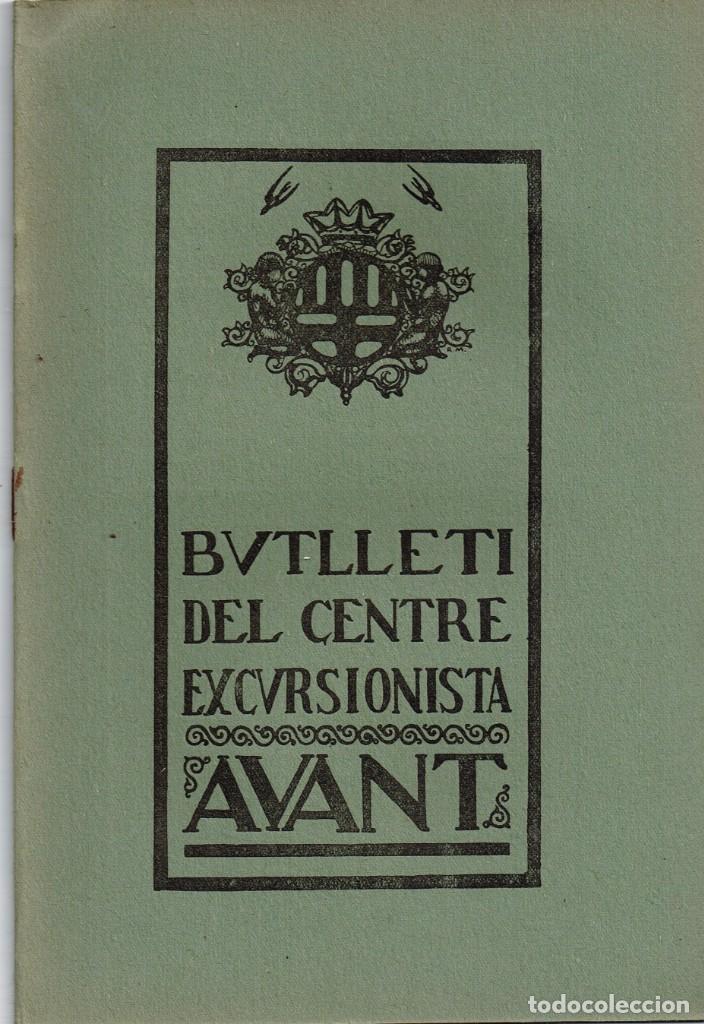 R.M.
BVTLLETI
DEL CENTRE
EXCVRSIONISTA
AVANT
todocoleccion